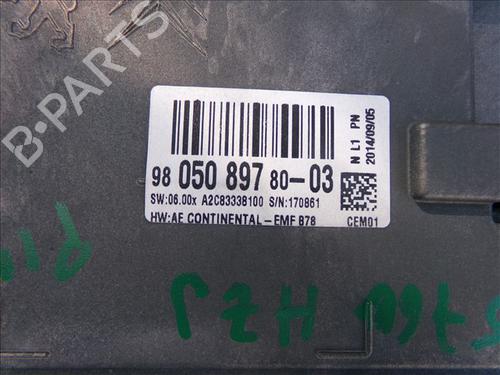 B-PARTS
98 050 897 80-03
SW:06.00x A2C83338100 S/N:170861
HW:AE CONTINENTAL-EMF B78 CEM01
N L1 PN
2014/09/05